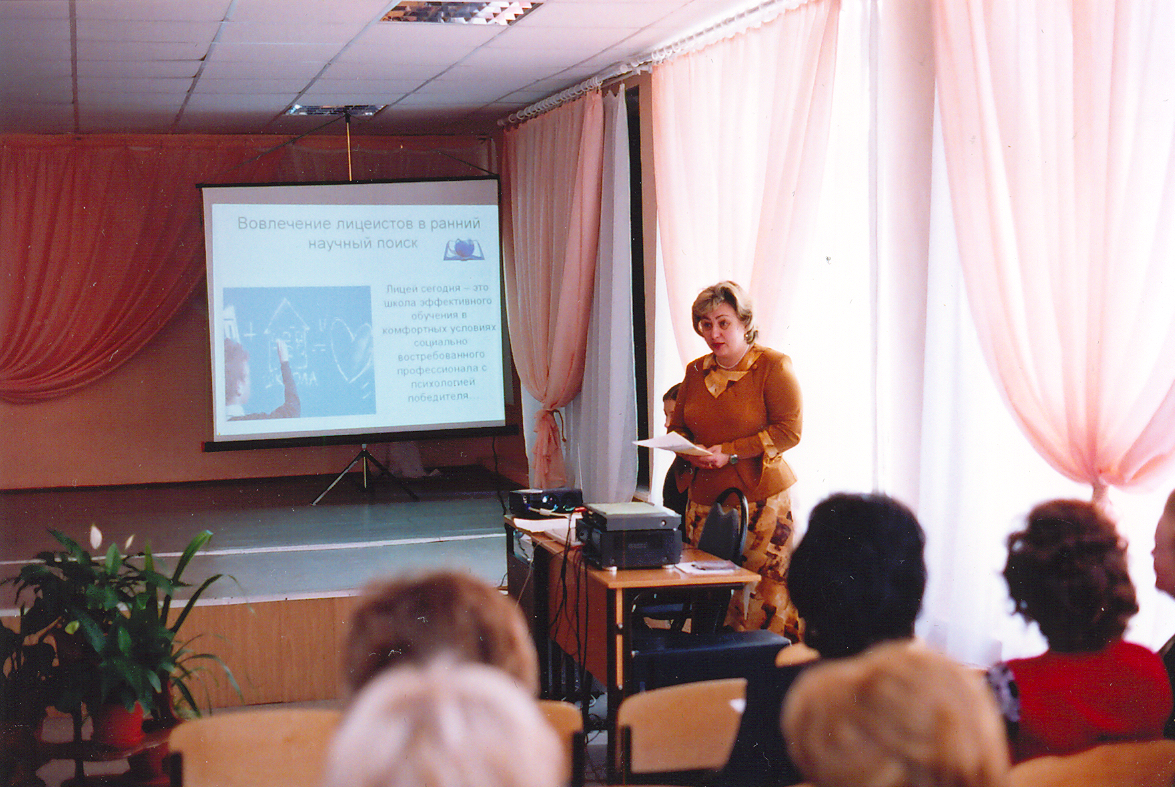 Вовлечение лицеистов в ранний
научный поиск
Лицей сегодня – это
школа эффективного
обучения в
комфортных условиях
социально
востребованного
профессионала с
психологией
победителя...